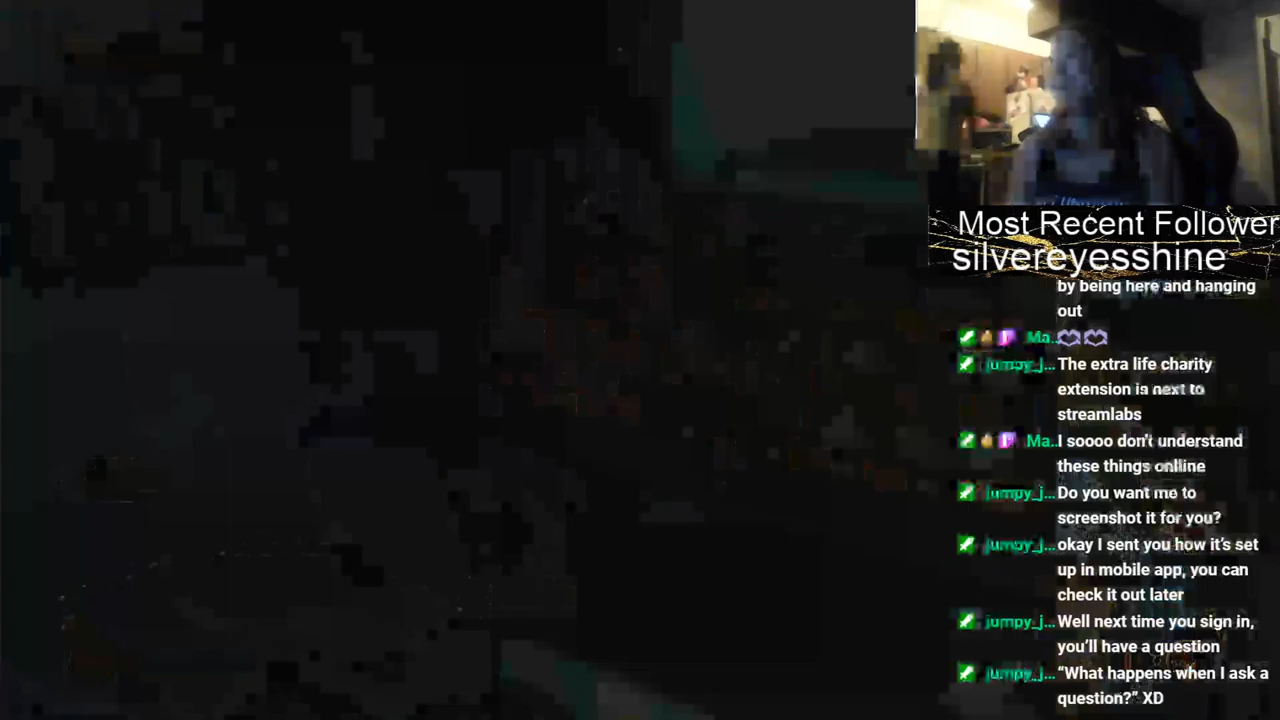 Most Recent Follower
silvereyesshine
by being here and hanging
out
Ma..
jumpy_j... The extra life charity
extension is next to
streamlabs
Ma.. I soooo don't understand
these things onlline
jumpy_j... Do you want me to
screenshot it for you?
jumpy_j... okay I sent you how it's set
up in mobile app, you can
check it out later
jumpy_j... Well next time you sign in,
you'll have a question
jumpy_j... “What happens when I ask a
question?” XD